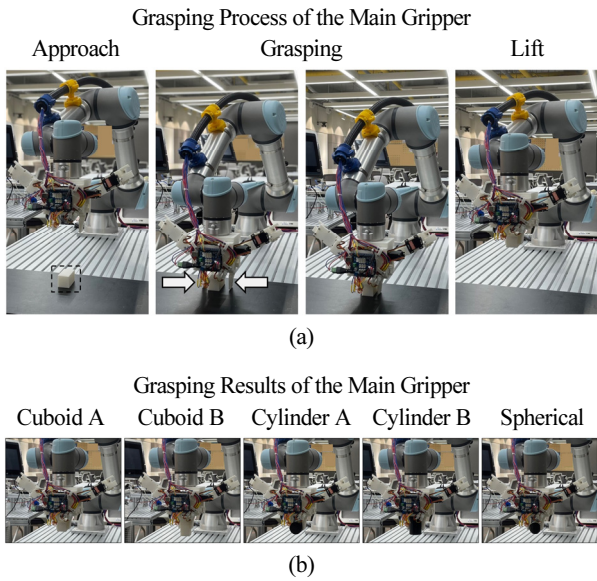 Grasping Process of the Main Gripper
Approach Grasping Lift
(a)
Grasping Results of the Main Gripper
Cuboid A Cuboid B Cylinder A Cylinder B Spherical
(b)